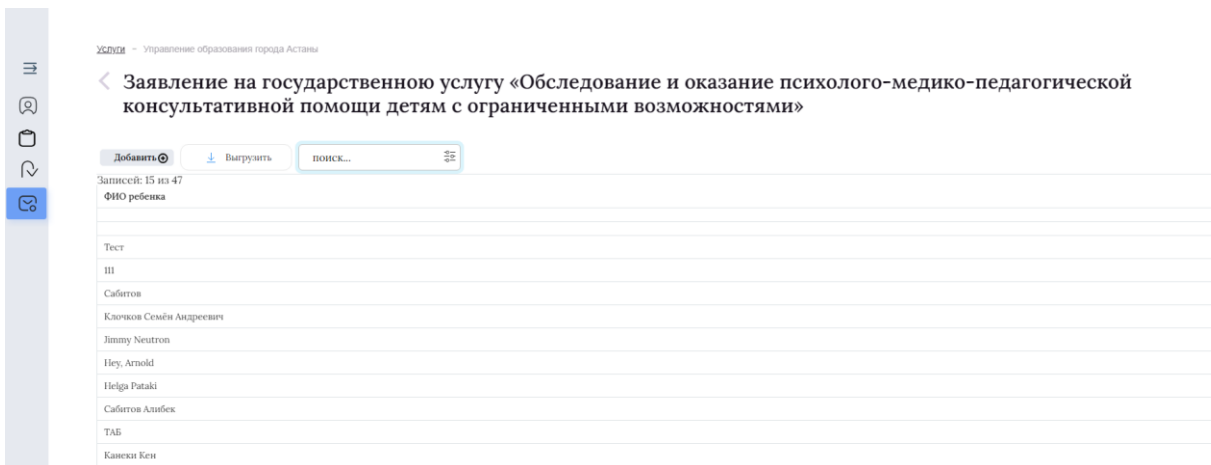 Услуги – Управление образования города Астаны
Заявление на государственною услугу «Обследование и оказание психолого-медико-педагогической
консультативной помощи детям с ограниченными возможностями»
Добавить Выгрузить поиск...
Записей: 15 из 47
ФИО ребенка
Тест
111
Сабитов
Клочков Семён Андреевич
Jimmy Neutron
Hey, Arnold
Helga Pataki
Сабитов Алибек
ТАБ
Канеки Кен